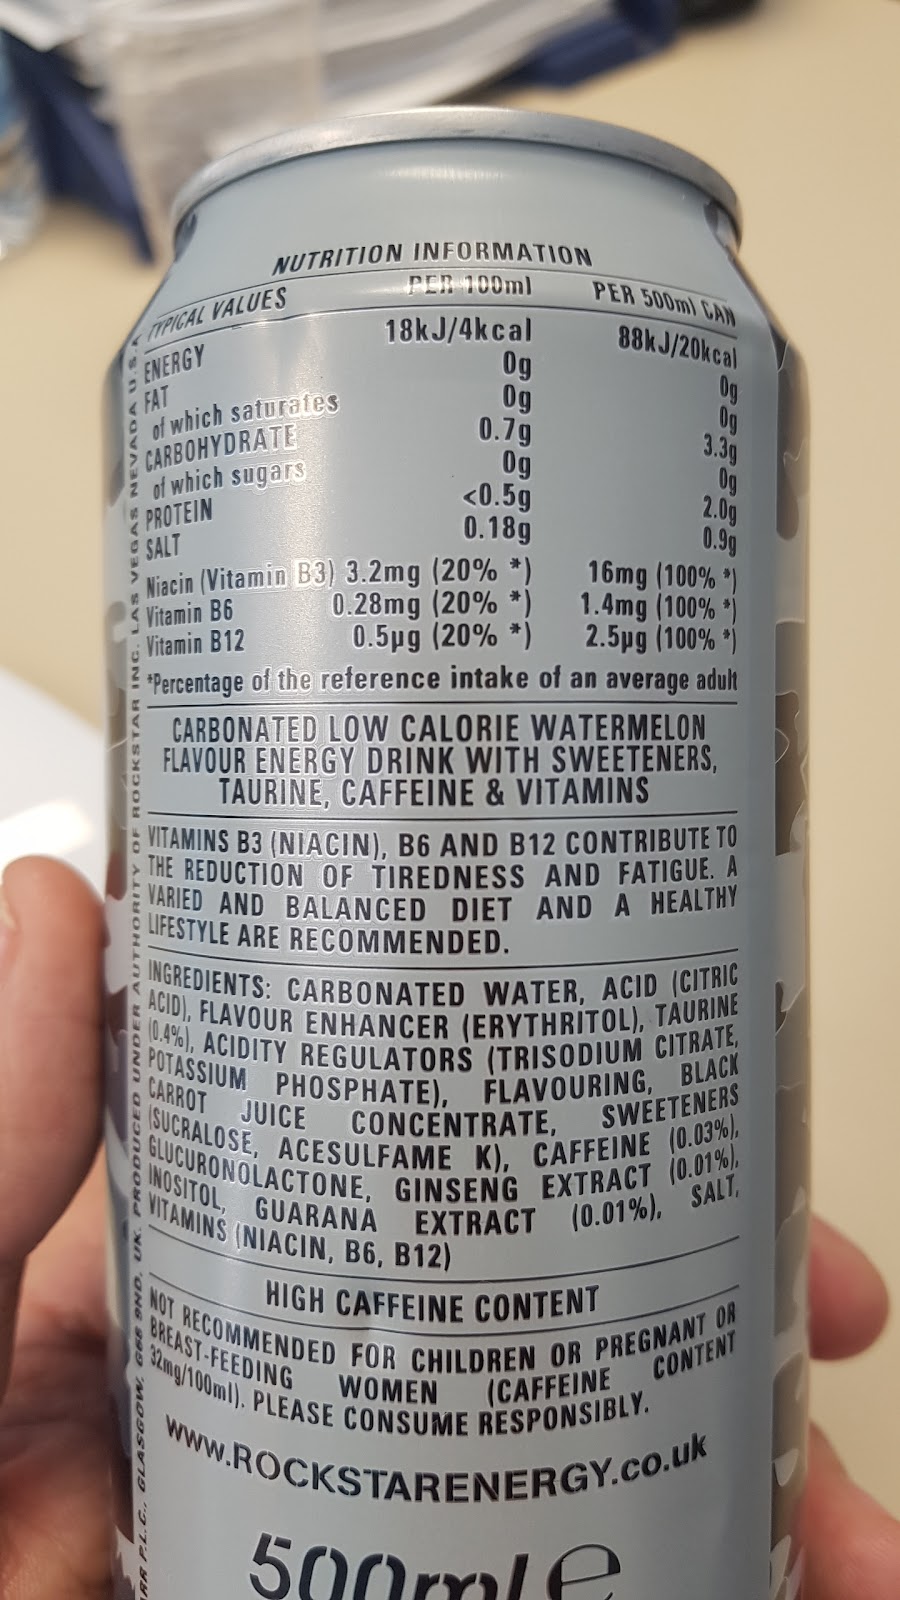 NUTRITION INFORMATION
TYPICAL VALUES PER 100ml PER 500ml CAN
ENERGY 18kJ/4kcal 88kJ/20kcal
FAT 0g 0g
of which saturates 0g 0g
CARBOHYDRATE 0.7g 3.3g
of which sugars 0g 0g
PROTEIN <0.5g 2.0g
SALT 0.18g 0.9g
Niacin (Vitamin B3) 3.2mg (20% *) 16mg (100% *)
Vitamin B6 0.28mg (20% *) 1.4mg (100% *)
Vitamin B12 0.5µg (20% *) 2.5µg (100% *)
*Percentage of the reference intake of an average adult
CARBONATED LOW CALORIE WATERMELON
FLAVOUR ENERGY DRINK WITH SWEETENERS,
TAURINE, CAFFEINE & VITAMINS
VITAMINS B3 (NIACIN), B6 AND B12 CONTRIBUTE TO
THE REDUCTION OF TIREDNESS AND FATIGUE. A
VARIED AND BALANCED DIET AND A HEALTHY
LIFESTYLE ARE RECOMMENDED.
INGREDIENTS: CARBONATED WATER, ACID (CITRIC
ACID), FLAVOUR ENHANCER (ERYTHRITOL), TAURINE
(0.4%), ACIDITY REGULATORS (TRISODIUM CITRATE,
POTASSIUM PHOSPHATE), FLAVOURING, BLACK
CARROT JUICE CONCENTRATE, SWEETENERS
(SUCRALOSE, ACESULFAME K), CAFFEINE (0.03%),
GLUCURONOLACTONE, GINSENG EXTRACT (0.01%),
INOSITOL, GUARANA EXTRACT (0.01%), SALT,
VITAMINS (NIACIN, B6, B12)
HIGH CAFFEINE CONTENT
NOT RECOMMENDED FOR CHILDREN OR PREGNANT OR
BREAST-FEEDING WOMEN (CAFFEINE CONTENT
32mg/100ml). PLEASE CONSUME RESPONSIBLY.
www.ROCKSTARENERGY.co.uk
500ml e
RR P.L.C., GLASGOW, G68 9ND, UK. PRODUCED UNDER AUTHORITY OF ROCKSTAR INC. LAS VEGAS NEVADA U.S.A